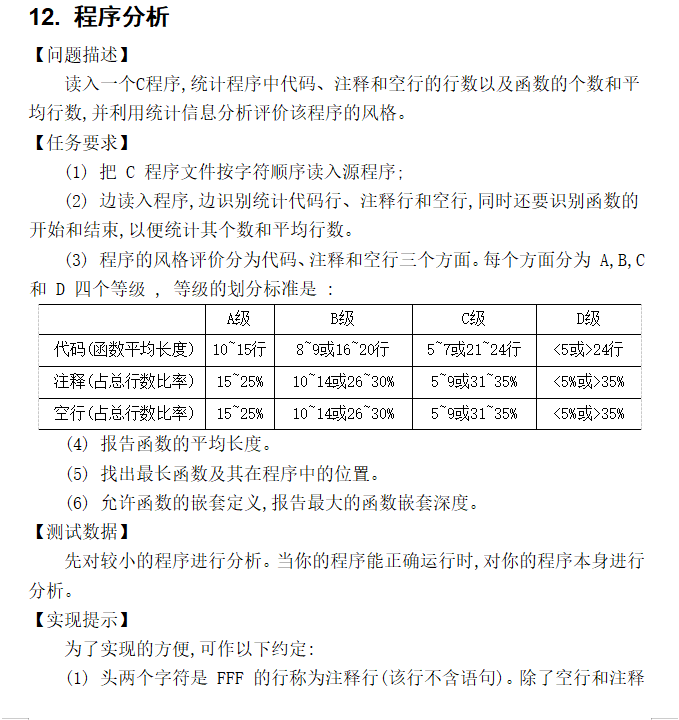 12. 程序分析
【问题描述】
读入一个C程序,统计程序中代码、注释和空行的行数以及函数的个数和平
均行数,并利用统计信息分析评价该程序的风格。
【任务要求】
(1) 把 C 程序文件按字符顺序读入源程序;
(2) 边读入程序,边识别统计代码行、注释行和空行,同时还要识别函数的
开始和结束,以便统计其个数和平均行数。
(3) 程序的风格评价分为代码、注释和空行三个方面。每个方面分为 A,B,C
和 D 四个等级 , 等级的划分标准是 :
A级 B级 C级 D级
代码(函数平均长度) 10~15行 8~9或16~20行 5~7或21~24行 <5或>24行
注释(占总行数比率) 15~25% 10~14或26~30% 5~9或31~35% <5%或>35%
空行(占总行数比率) 15~25% 10~14或26~30% 5~9或31~35% <5%或>35%
(4) 报告函数的平均长度。
(5) 找出最长函数及其在程序中的位置。
(6) 允许函数的嵌套定义,报告最大的函数嵌套深度。
【测试数据】
先对较小的程序进行分析。当你的程序能正确运行时,对你的程序本身进行
分析。
【实现提示】
为了实现的方便,可作以下约定:
(1) 头两个字符是 FFF 的行称为注释行(该行不含语句)。除了空行和注释